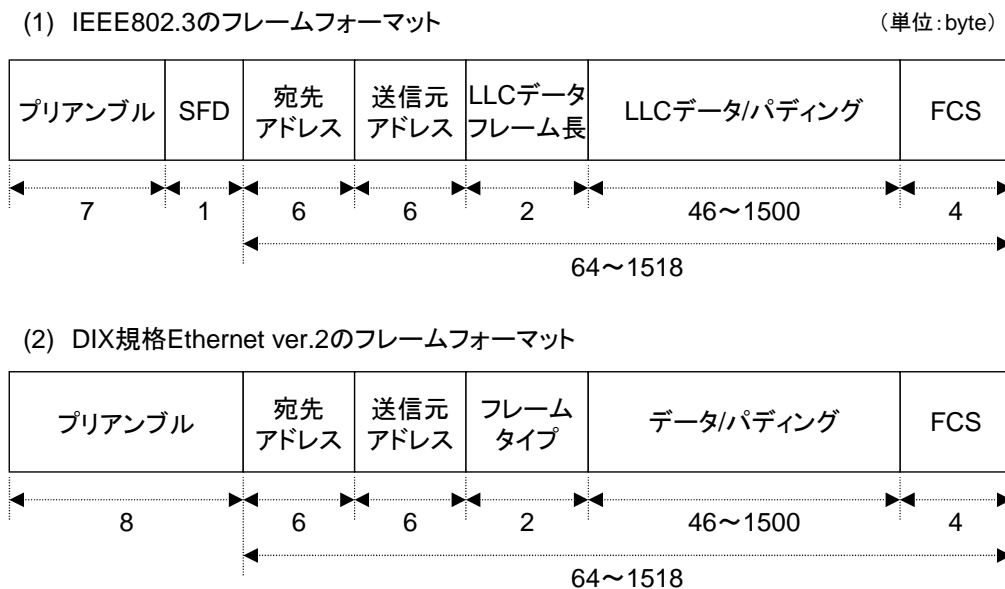 (1) IEEE802.3のフレームフォーマット
（単位:byte）
プリアンブル
SFD
宛先
アドレス
送信元
アドレス
LLCデータ
フレーム長
LLCデータ/パディング
FCS
7
1
6
6
2
46～1500
4
64～1518
(2) DIX規格Ethernet ver.2のフレームフォーマット
プリアンブル
宛先
アドレス
送信元
アドレス
フレーム
タイプ
データ/パディング
FCS
8
6
6
2
46～1500
4
64～1518